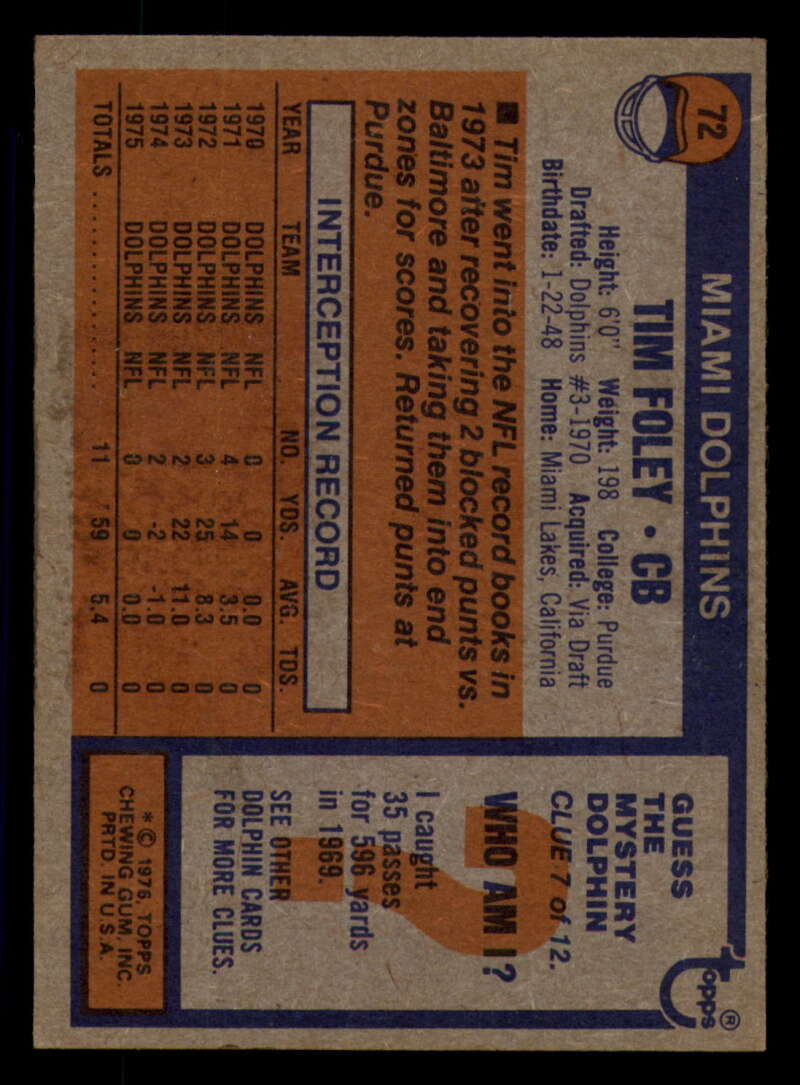 72
MIAMI DOLPHINS
TIM FOLEY • CB
Height: 6'0" Weight: 198 College: Purdue
Drafted: Dolphins #3-1970 Acquired: Via Draft
Birthdate: 1-22-48 Home: Miami Lakes, California
■ Tim went into the NFL record books in
1973 after recovering 2 blocked punts vs.
Baltimore and taking them into end
zones for scores. Returned punts at
Purdue.
INTERCEPTION RECORD
YEAR TEAM NO. YDS. AVG. TDS.
1970 DOLPHINS NFL 0 0 0.0 0
1971 DOLPHINS NFL 4 14 3.5 0
1972 DOLPHINS NFL 3 25 8.3 0
1973 DOLPHINS NFL 2 22 11.0 0
1974 DOLPHINS NFL 2 -2 -1.0 0
1975 DOLPHINS NFL 0 0 0.0 0
TOTALS .................... 11 59 5.4 0
topps®
GUESS
THE
MYSTERY
DOLPHIN
CLUE 7 of 12.
WHO AM I?
I caught
35 passes
for 596 yards
in 1969.
SEE OTHER
DOLPHIN CARDS
FOR MORE CLUES.
*© 1976, TOPPS
CHEWING GUM, INC.
PRTD. IN U.S.A.